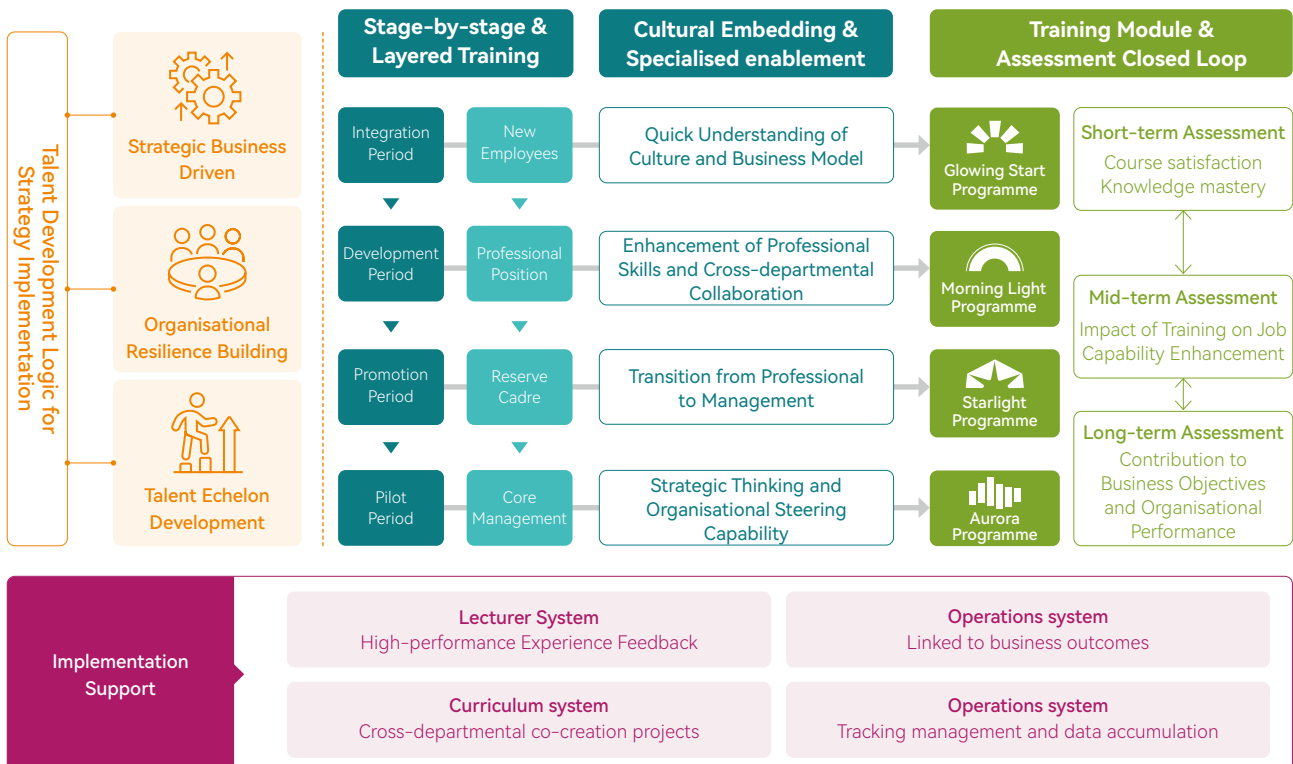 Talent Development Logic for
Strategy Implementation
Strategic Business
Driven
Organisational
Resilience Building
Talent Echelon
Development
Stage-by-stage &
Layered Training
Cultural Embedding &
Specialised enablement
Training Module &
Assessment Closed Loop
Integration
Period
New
Employees
Quick Understanding of
Culture and Business Model
Glowing Start
Programme
Development
Period
Professional
Position
Enhancement of Professional
Skills and Cross-departmental
Collaboration
Morning Light
Programme
Promotion
Period
Reserve
Cadre
Transition from Professional
to Management
Starlight
Programme
Pilot
Period
Core
Management
Strategic Thinking and
Organisational Steering
Capability
Aurora
Programme
Short-term Assessment
Course satisfaction
Knowledge mastery
Mid-term Assessment
Impact of Training on Job
Capability Enhancement
Long-term Assessment
Contribution to
Business Objectives
and Organisational
Performance
Implementation
Support
Lecturer System
High-performance Experience Feedback
Operations system
Linked to business outcomes
Curriculum system
Cross-departmental co-creation projects
Operations system
Tracking management and data accumulation